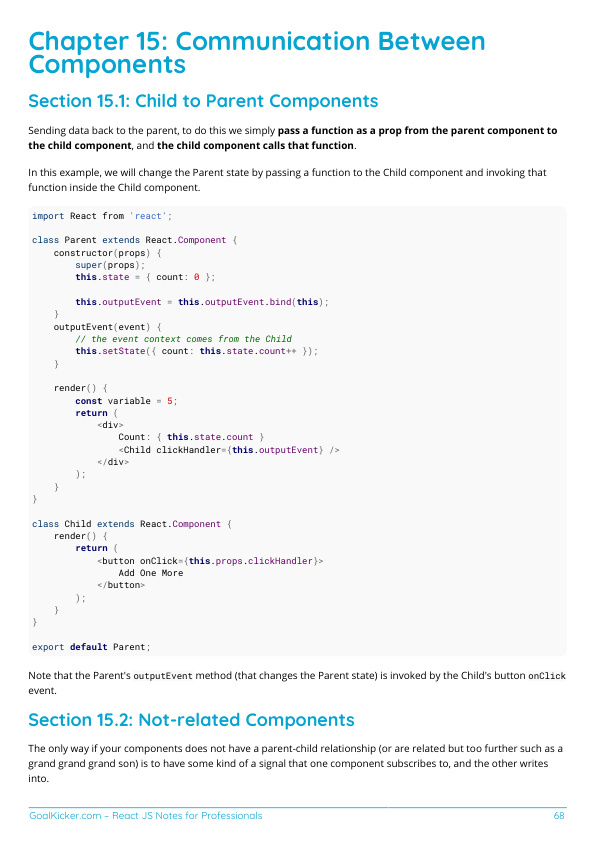 Chapter 15: Communication Between
Components
Section 15.1: Child to Parent Components
Sending data back to the parent, to do this we simply pass a function as a prop from the parent component to
the child component, and the child component calls that function.
In this example, we will change the Parent state by passing a function to the Child component and invoking that
function inside the Child component.
import React from 'react';
class Parent extends React.Component {
    constructor(props) {
        super(props);
        this.state = { count: 0 };
        this.outputEvent = this.outputEvent.bind(this);
    }
    outputEvent(event) {
        // the event context comes from the Child
        this.setState({ count: this.state.count++ });
    }
    render() {
        const variable = 5;
        return (
            <div>
                Count: { this.state.count }
                <Child clickHandler={this.outputEvent} />
            </div>
        );
    }
}
class Child extends React.Component {
    render() {
        return (
            <button onClick={this.props.clickHandler}>
                Add One More
            </button>
        );
    }
}
export default Parent;
Note that the Parent's outputEvent method (that changes the Parent state) is invoked by the Child's button onClick
event.
Section 15.2: Not-related Components
The only way if your components does not have a parent-child relationship (or are related but too further such as a
grand grand grand son) is to have some kind of a signal that one component subscribes to, and the other writes
into.
GoalKicker.com – React JS Notes for Professionals 68